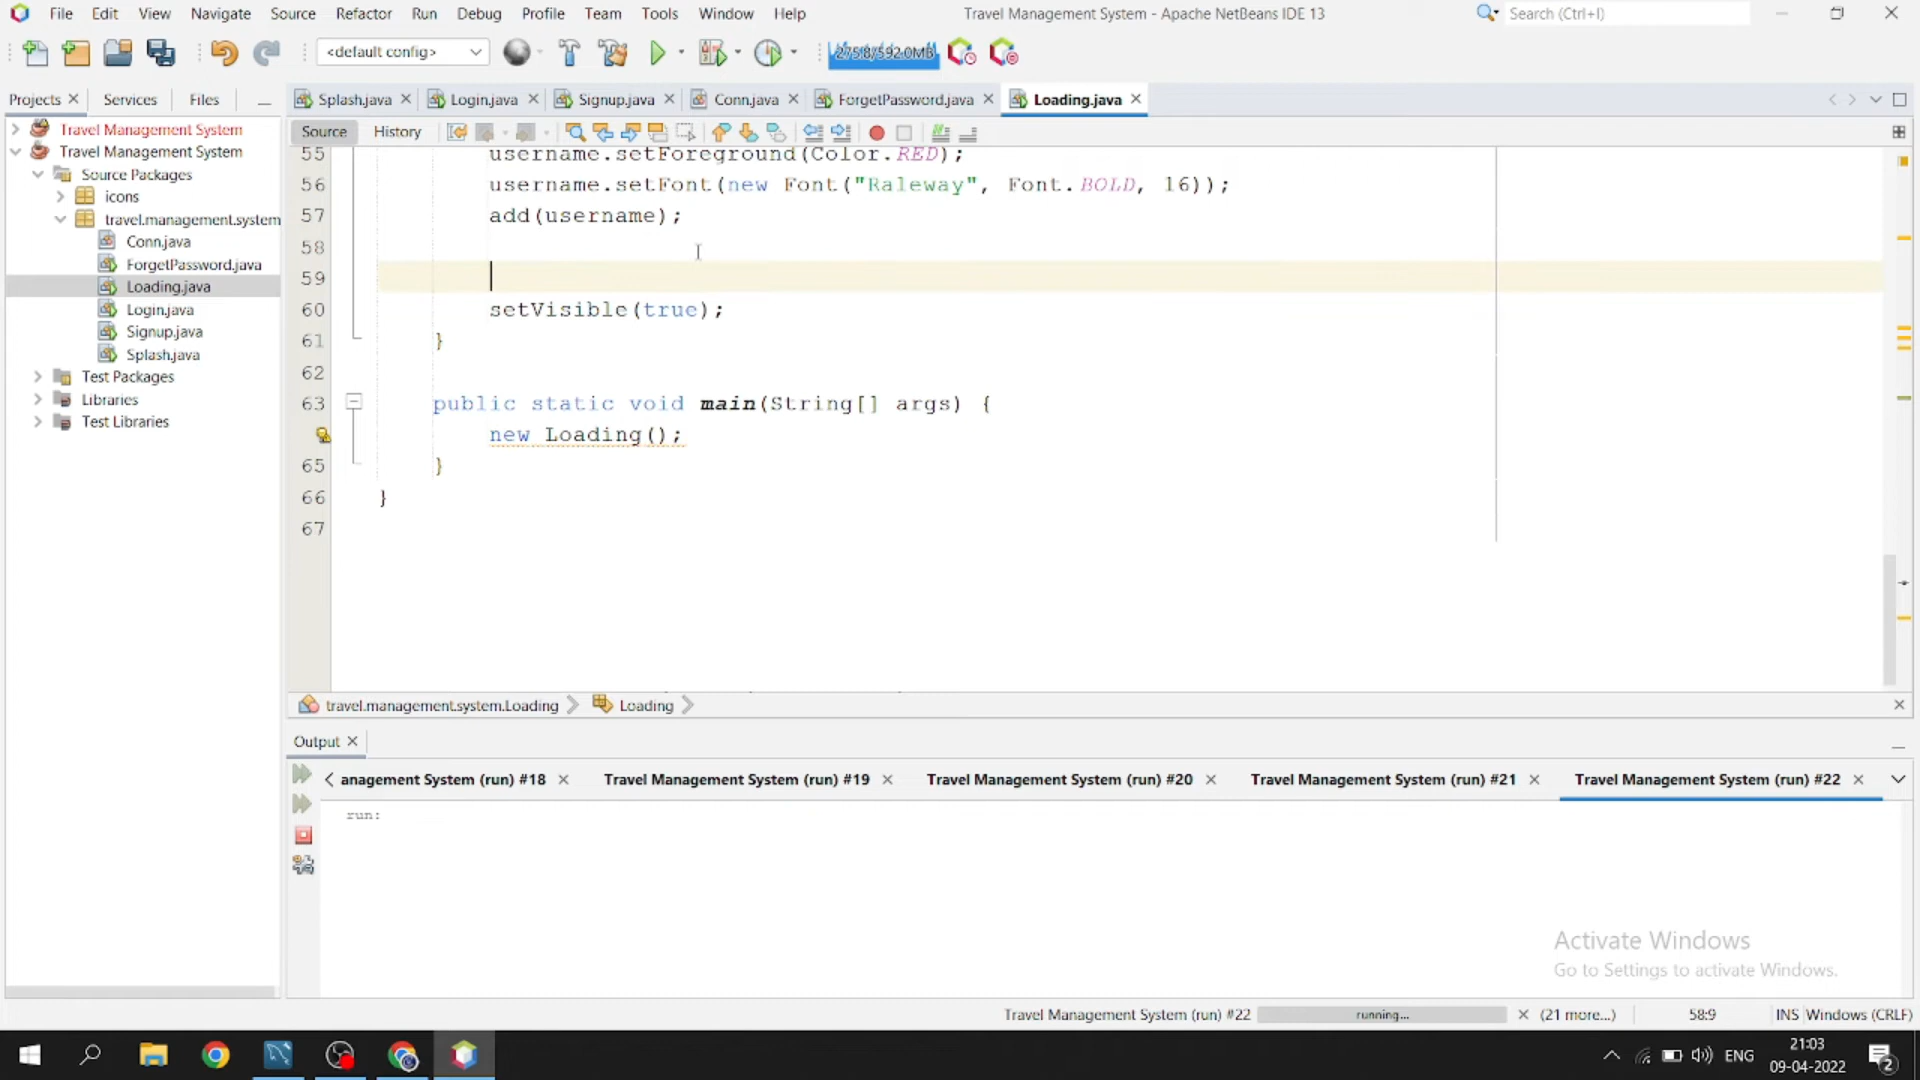 File Edit View Navigate Source Refactor Run Debug Profile Team Tools Window Help
Travel Management System - Apache NetBeans IDE 13
Search (Ctrl+I)
<default config>
275.8/592.0MB
Projects Services Files
Splash.java Login.java Signup.java Conn.java ForgetPassword.java Loading.java
Source History
Travel Management System
Travel Management System
Source Packages
icons
travel.management.system
Conn.java
ForgetPassword.java
Loading.java
Login.java
Signup.java
Splash.java
Test Packages
Libraries
Test Libraries
55 username.setForeground(Color.RED);
56 username.setFont(new Font("Raleway", Font.BOLD, 16));
57 add(username);
58
59
60 setVisible(true);
61 }
62
63 public static void main(String[] args) {
new Loading();
65 }
66 }
67
travel.management.system.Loading Loading
Output
anagement System (run) #18 Travel Management System (run) #19 Travel Management System (run) #20 Travel Management System (run) #21 Travel Management System (run) #22
run:
Activate Windows
Go to Settings to activate Windows.
Travel Management System (run) #22 running... (21 more...) 58:9 INS Windows (CRLF)
ENG
21:03
09-04-2022
2